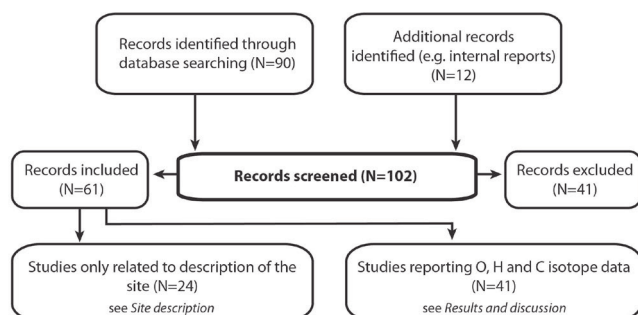 Records identified through
database searching (N=90)
Additional records
identified (e.g. internal reports)
(N=12)
Records included
(N=61)
Records screened (N=102)
Records excluded
(N=41)
Studies only related to description of the
site (N=24)
see Site description
Studies reporting O, H and C isotope data
(N=41)
see Results and discussion